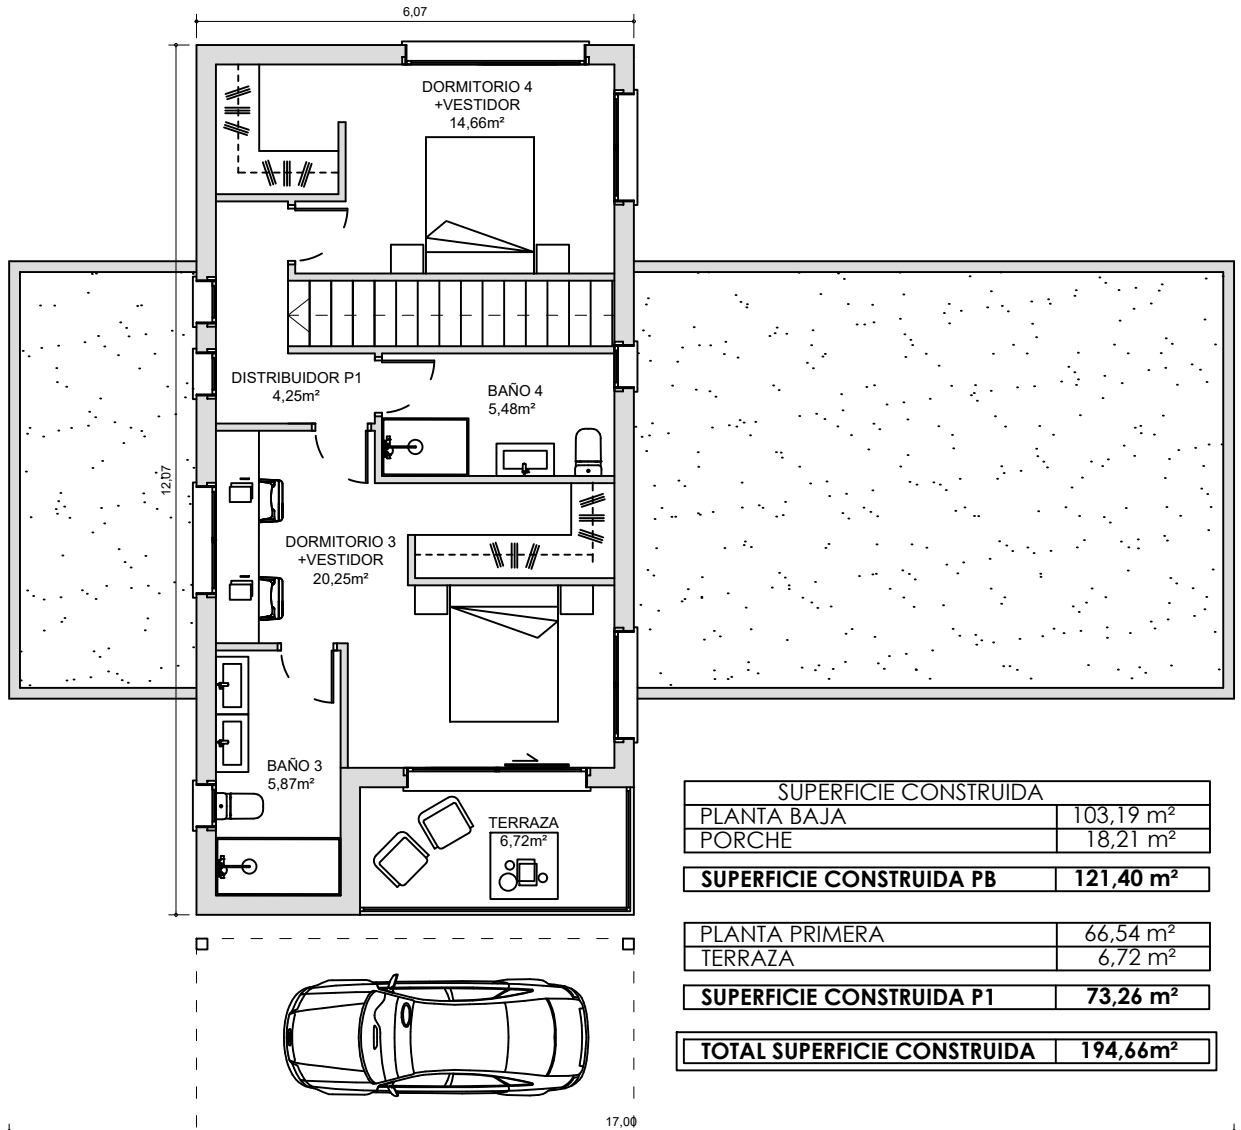 6,07
DORMITORIO 4
+VESTIDOR
14,66m²
DISTRIBUIDOR P1
4,25m²
BAÑO 4
5,48m²
12,07
DORMITORIO 3
+VESTIDOR
20,25m²
BAÑO 3
5,87m²
TERRAZA
6,72m²
SUPERFICIE CONSTRUIDA
PLANTA BAJA 103,19 m²
PORCHE 18,21 m²
SUPERFICIE CONSTRUIDA PB 121,40 m²
PLANTA PRIMERA 66,54 m²
TERRAZA 6,72 m²
SUPERFICIE CONSTRUIDA P1 73,26 m²
TOTAL SUPERFICIE CONSTRUIDA 194,66m²
17,00